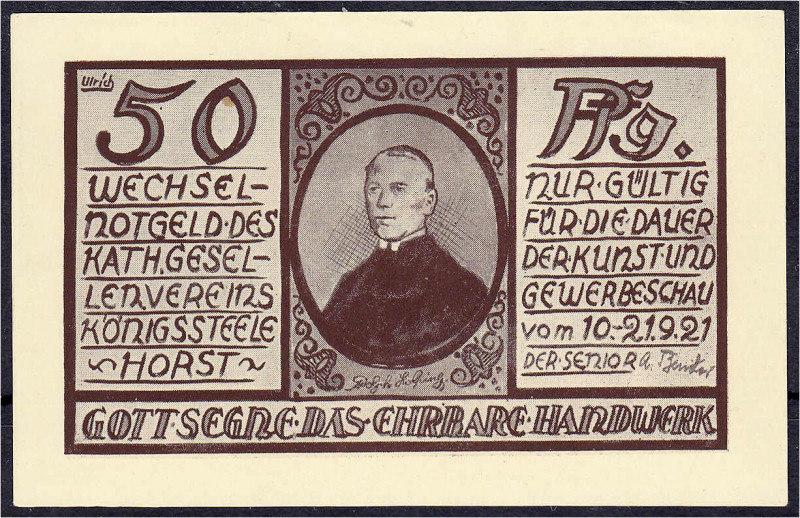 Ulrich
50
WECHSEL-
NOTGELD·DES
KATH.GESEL-
LENVEREINS
KÖNIGSSTEELE
~HORST~
Pfg.
NUR·GÜLTIG
FÜR·DIE·DAUER
DER·KUNST·UND
GEWERBESCHAU
vom 10.-21.9.21
DER·SENIOR
GOTT·SEGNE·DAS·EHRBARE·HANDWERK